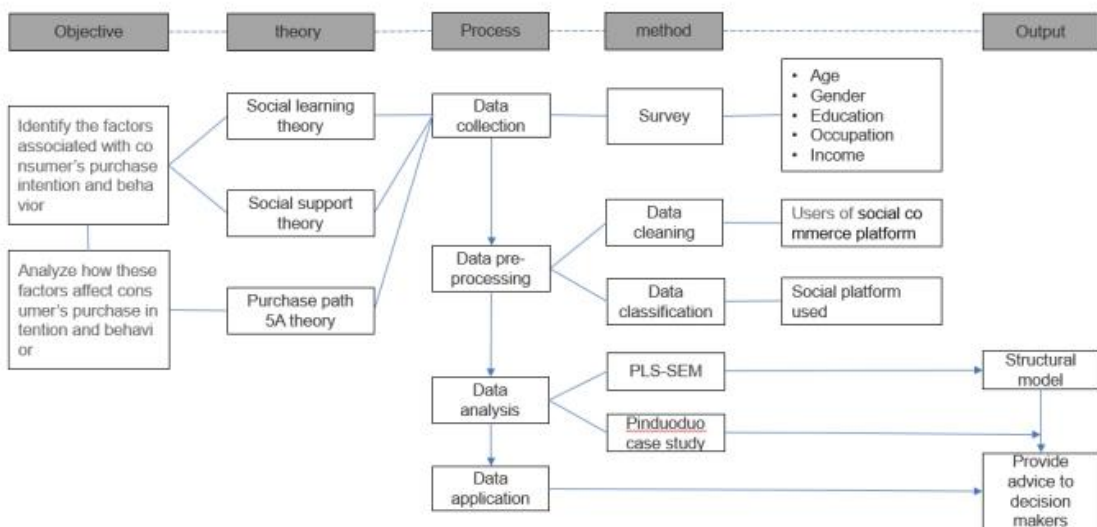 Objective
theory
Process
method
Output
Identify the factors
associated with co
nsumer's purchase
intention and beha
vior
Analyze how these
factors affect cons
umer's purchase in
tention and behavi
or
Social learning
theory
Social support
theory
Purchase path
5A theory
Data
collection
Data pre-
processing
Data
analysis
Data
application
Survey
Data
cleaning
Data
classification
PLS-SEM
Pinduoduo
case study
• Age
• Gender
• Education
• Occupation
• Income
Users of social co
mmerce platform
Social platform
used
Structural
model
Provide
advice to
decision
makers